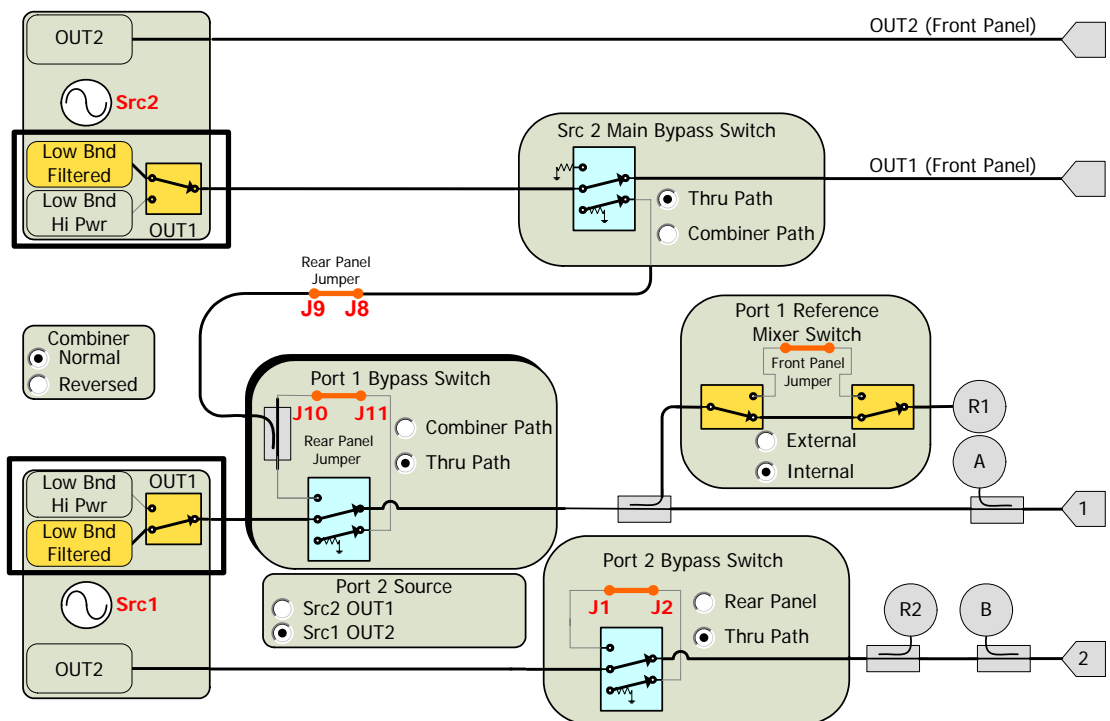 OUT2
OUT2 (Front Panel)
Src2
Low Bnd
Filtered
Low Bnd
Hi Pwr
OUT1
Src 2 Main Bypass Switch
Thru Path
Combiner Path
OUT1 (Front Panel)
Rear Panel
Jumper
J9 J8
Combiner
Normal
Reversed
Port 1 Bypass Switch
J10 J11
Rear Panel
Jumper
Combiner Path
Thru Path
Port 1 Reference
Mixer Switch
Front Panel
Jumper
External
Internal
R1
A
1
OUT1
Low Bnd
Hi Pwr
Low Bnd
Filtered
Src1
OUT2
Port 2 Source
Src2 OUT1
Src1 OUT2
Port 2 Bypass Switch
J1 J2
Rear Panel
Thru Path
R2
B
2